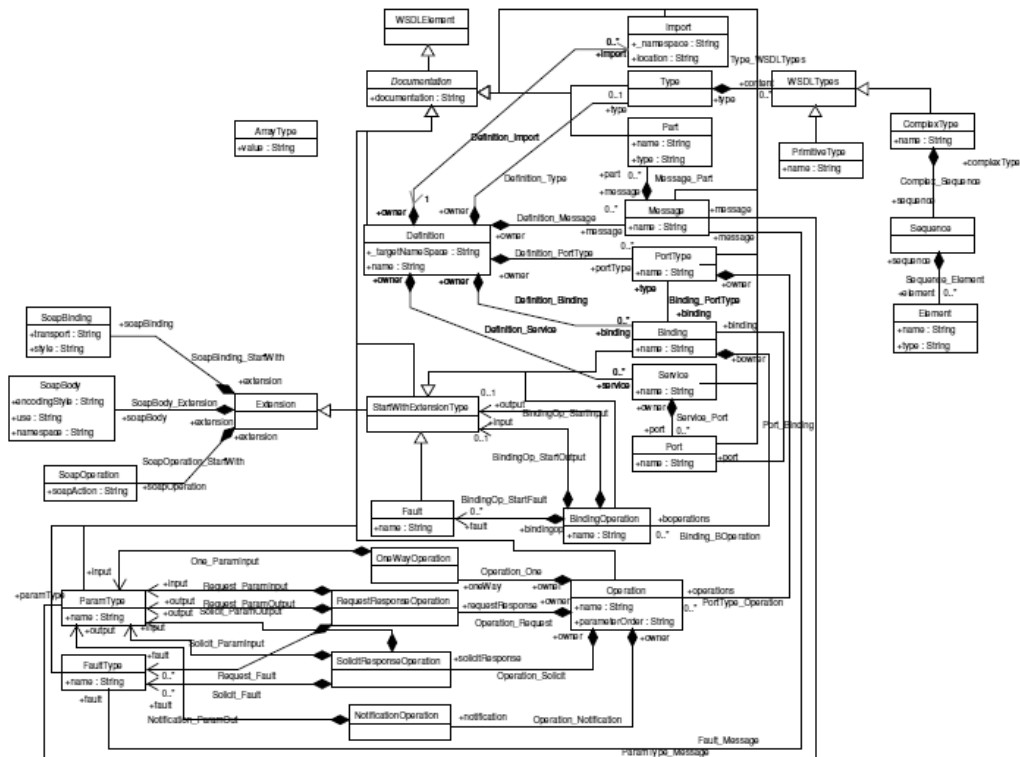 WSDLElement
Import
+_namespace : String
+location : String
0..*
+import
Type_WSDLTypes
Documentation
+documentation : String
Type
0..1
+type
+content
+type
0..*
WSDLTypes
ArrayType
+value : String
Definition_Import
Part
+name : String
+type : String
PrimitiveType
+name : String
ComplexType
+name : String
+complexType
Complex_Sequence
+sequence
Definition_Type
+part
0..*
Message_Part
+message
1
+owner
+owner
Definition_Message
0..*
Message
+name : String
+message
+message
+message
Sequence
+sequence
Definition
+_targetNameSpace : String
+name : String
+owner
Definition_PortType
0..*
PortType
+name : String
+portType
+owner
+owner
+owner
+owner
+type
Sequence_Element
+element
0..*
Element
+name : String
+type : String
Definition_Binding
Binding_PortType
+binding
SoapBinding
+transport : String
+style : String
+soapBinding
Definition_Service
0..*
+binding
Binding
+name : String
+binding
+bowner
SoapBinding_StartWith
+extension
0..*
+service
Service
+name : String
+owner
SoapBody
+encodingStyle : String
+use : String
+namespace : String
SoapBody_Extension
+soapBody
+extension
+extension
Extension
StartWithExtensionType
0..1
+output
BindingOp_StartInput
+input
0..1
Service_Port
+port
0..*
Port_Binding
Port
+name : String
+port
BindingOp_StartOutput
SoapOperation_StartWith
SoapOperation
+soapAction : String
+soapOperation
BindingOp_StartFault
Fault
+name : String
0..*
+fault
+bindingop
BindingOperation
+name : String
+boperations
0..*
Binding_BOperation
OneWayOperation
One_ParamInput
+input
Operation_One
+oneWay
+owner
+paramType
ParamType
+name : String
+input
Request_ParamInput
+output
Request_ParamOutput
+output
Solicit_ParamOutput
+output
+input
RequestResponseOperation
+requestResponse
+owner
Operation_Request
Operation
+name : String
+parameterOrder : String
+operations
0..*
PortType_Operation
+owner
+owner
Solicit_ParamInput
+fault
FaultType
+name : String
0..*
Request_Fault
0..*
Solicit_Fault
+fault
+fault
SolicitResponseOperation
+solicitResponse
Operation_Solicit
Notification_ParamOut
NotificationOperation
+notification
Operation_Notification
Fault_Message
ParamType_Message